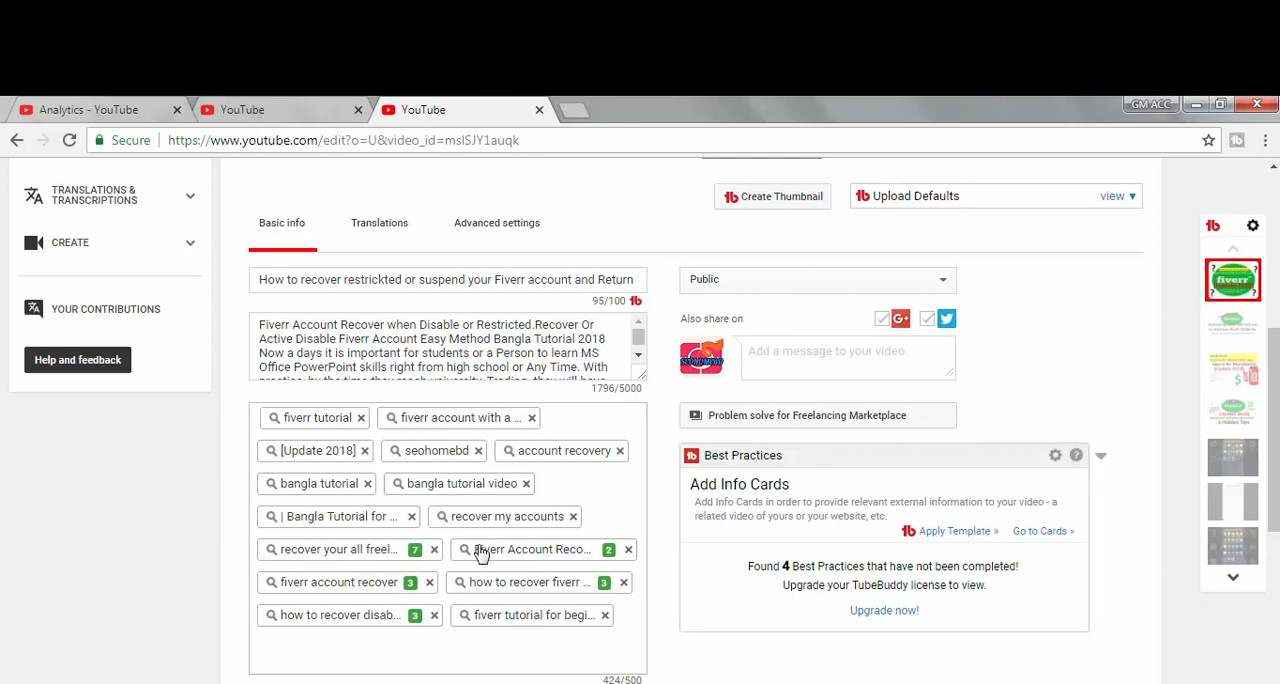 Analytics - YouTube
YouTube
YouTube
GM ACC
Secure
https://www.youtube.com/edit?o=U&video_id=mslSJY1auqk
TRANSLATIONS &
TRANSCRIPTIONS
CREATE
YOUR CONTRIBUTIONS
Help and feedback
Create Thumbnail
Upload Defaults
view ▼
Basic info
Translations
Advanced settings
How to recover restrickted or suspend your Fiverr account and Return
95/100
Fiverr Account Recover when Disable or Restricted.Recover Or
Active Disable Fiverr Account Easy Method Bangla Tutorial 2018
Now a days it is important for students for a Person to learn MS
Office PowerPoint skills right from high school or Any Time. With
1796/5000
fiverr tutorial
fiverr account with a ...
[Update 2018]
seohomebd
account recovery
bangla tutorial
bangla tutorial video
| Bangla Tutorial for ...
recover my accounts
recover your all freel... 7
Fiverr Account Reco... 2
fiverr account recover 3
how to recover fiverr ... 3
how to recover disab... 3
fiverr tutorial for begi...
424/500
Public
Also share on
G+
Add a message to your video
Problem solve for Freelancing Marketplace
Best Practices
Add Info Cards
Add Info Cards in order to provide relevant external information to your video - a
related video of yours or your website, etc.
Apply Template »
Go to Cards »
Found 4 Best Practices that have not been completed!
Upgrade your TubeBuddy license to view.
Upgrade now!
fiverr